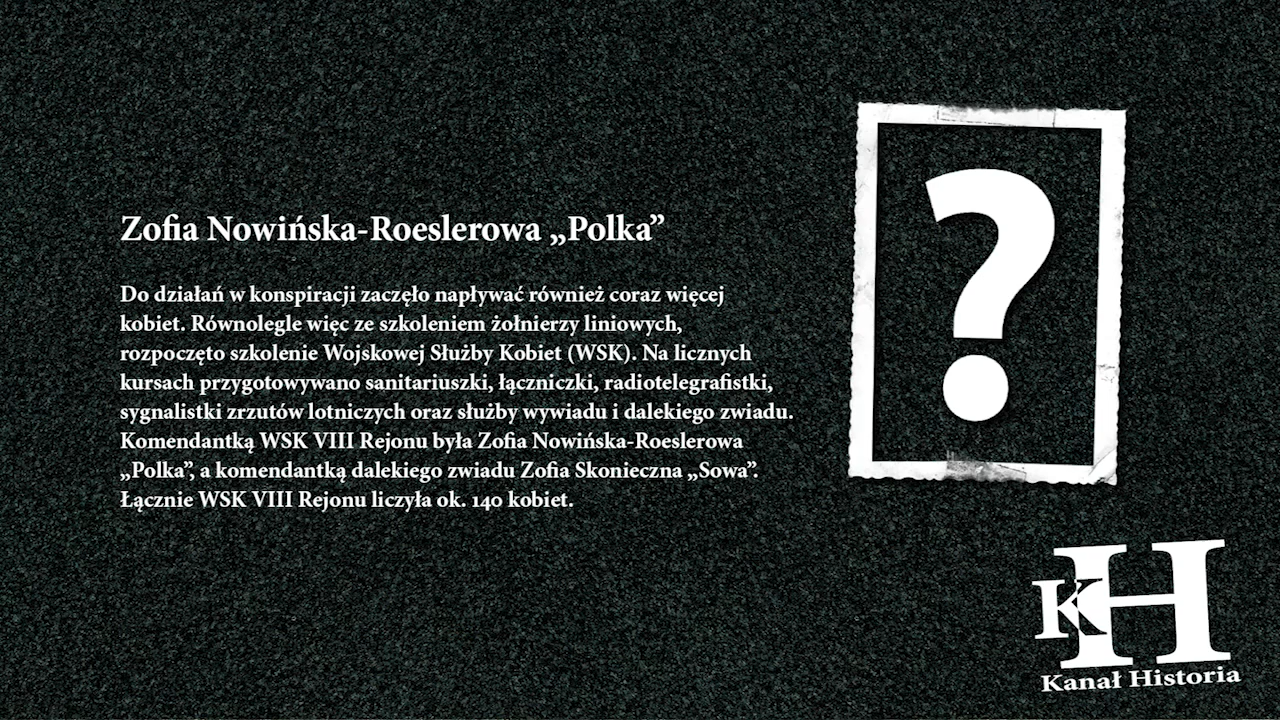 Zofia Nowińska-Roeslerowa „Polka”
Do działań w konspiracji zaczęło napływać również coraz więcej
kobiet. Równolegle więc ze szkoleniem żołnierzy liniowych,
rozpoczęto szkolenie Wojskowej Służby Kobiet (WSK). Na licznych
kursach przygotowywano sanitariuszki, łączniczki, radiotelegrafistki,
sygnalistki zrzutów lotniczych oraz służby wywiadu i dalekiego zwiadu.
Komendantką WSK VIII Rejonu była Zofia Nowińska-Roeslerowa
„Polka”, a komendantką dalekiego zwiadu Zofia Skonieczna „Sowa”.
Łącznie WSK VIII Rejonu liczyła ok. 140 kobiet.
?
KH
Kanał Historia